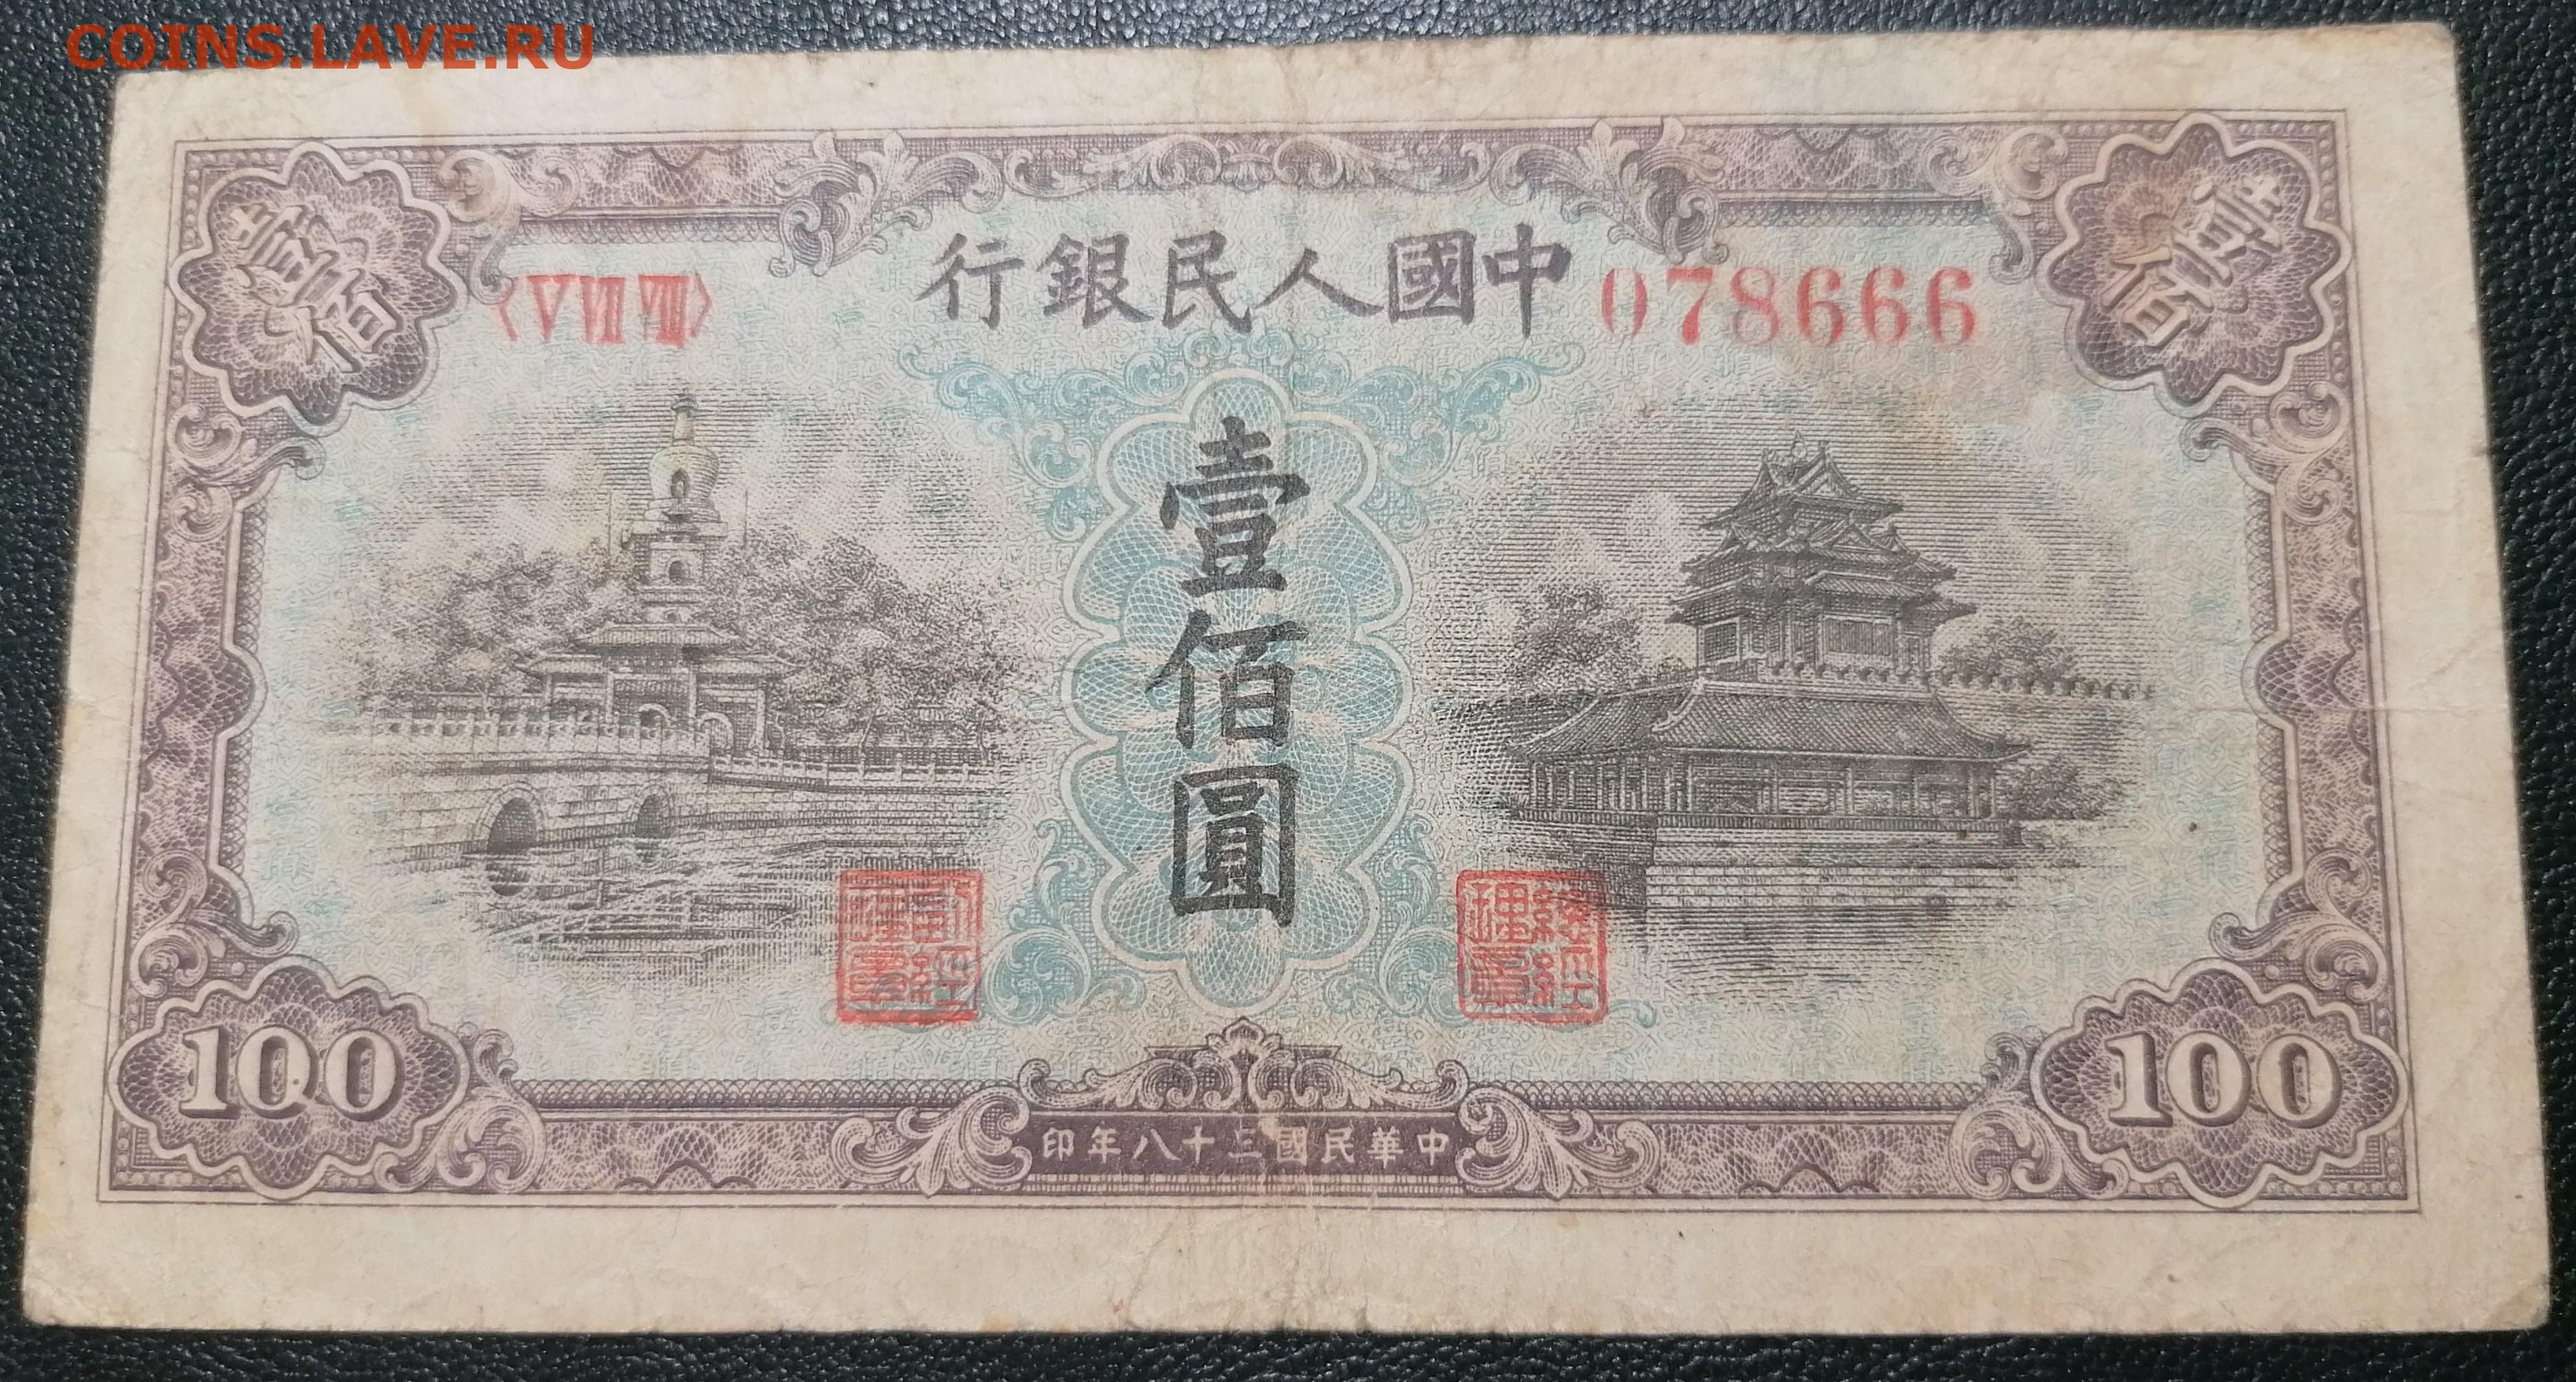 COINS.LAVE.RU
壹佰
壹佰
中國人民銀行
〈V VII VIII〉
078666
壹佰圓
100
100
中華民國三十八年印